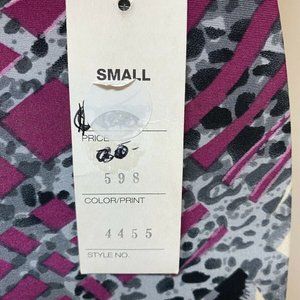 SMALL
PRICE
598
COLOR/PRINT
4455
STYLE NO.